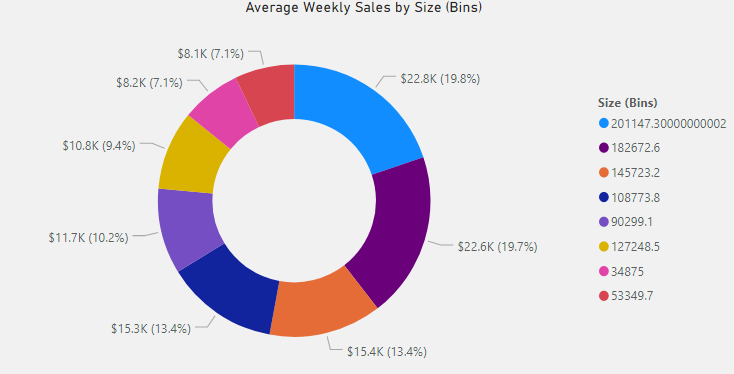 Average Weekly Sales by Size (Bins)
$8.1K (7.1%)
$8.2K (7.1%)
$22.8K (19.8%)
$10.8K (9.4%)
$11.7K (10.2%)
$22.6K (19.7%)
$15.3K (13.4%)
$15.4K (13.4%)
Size (Bins)
201147.30000000002
182672.6
145723.2
108773.8
90299.1
127248.5
34875
53349.7